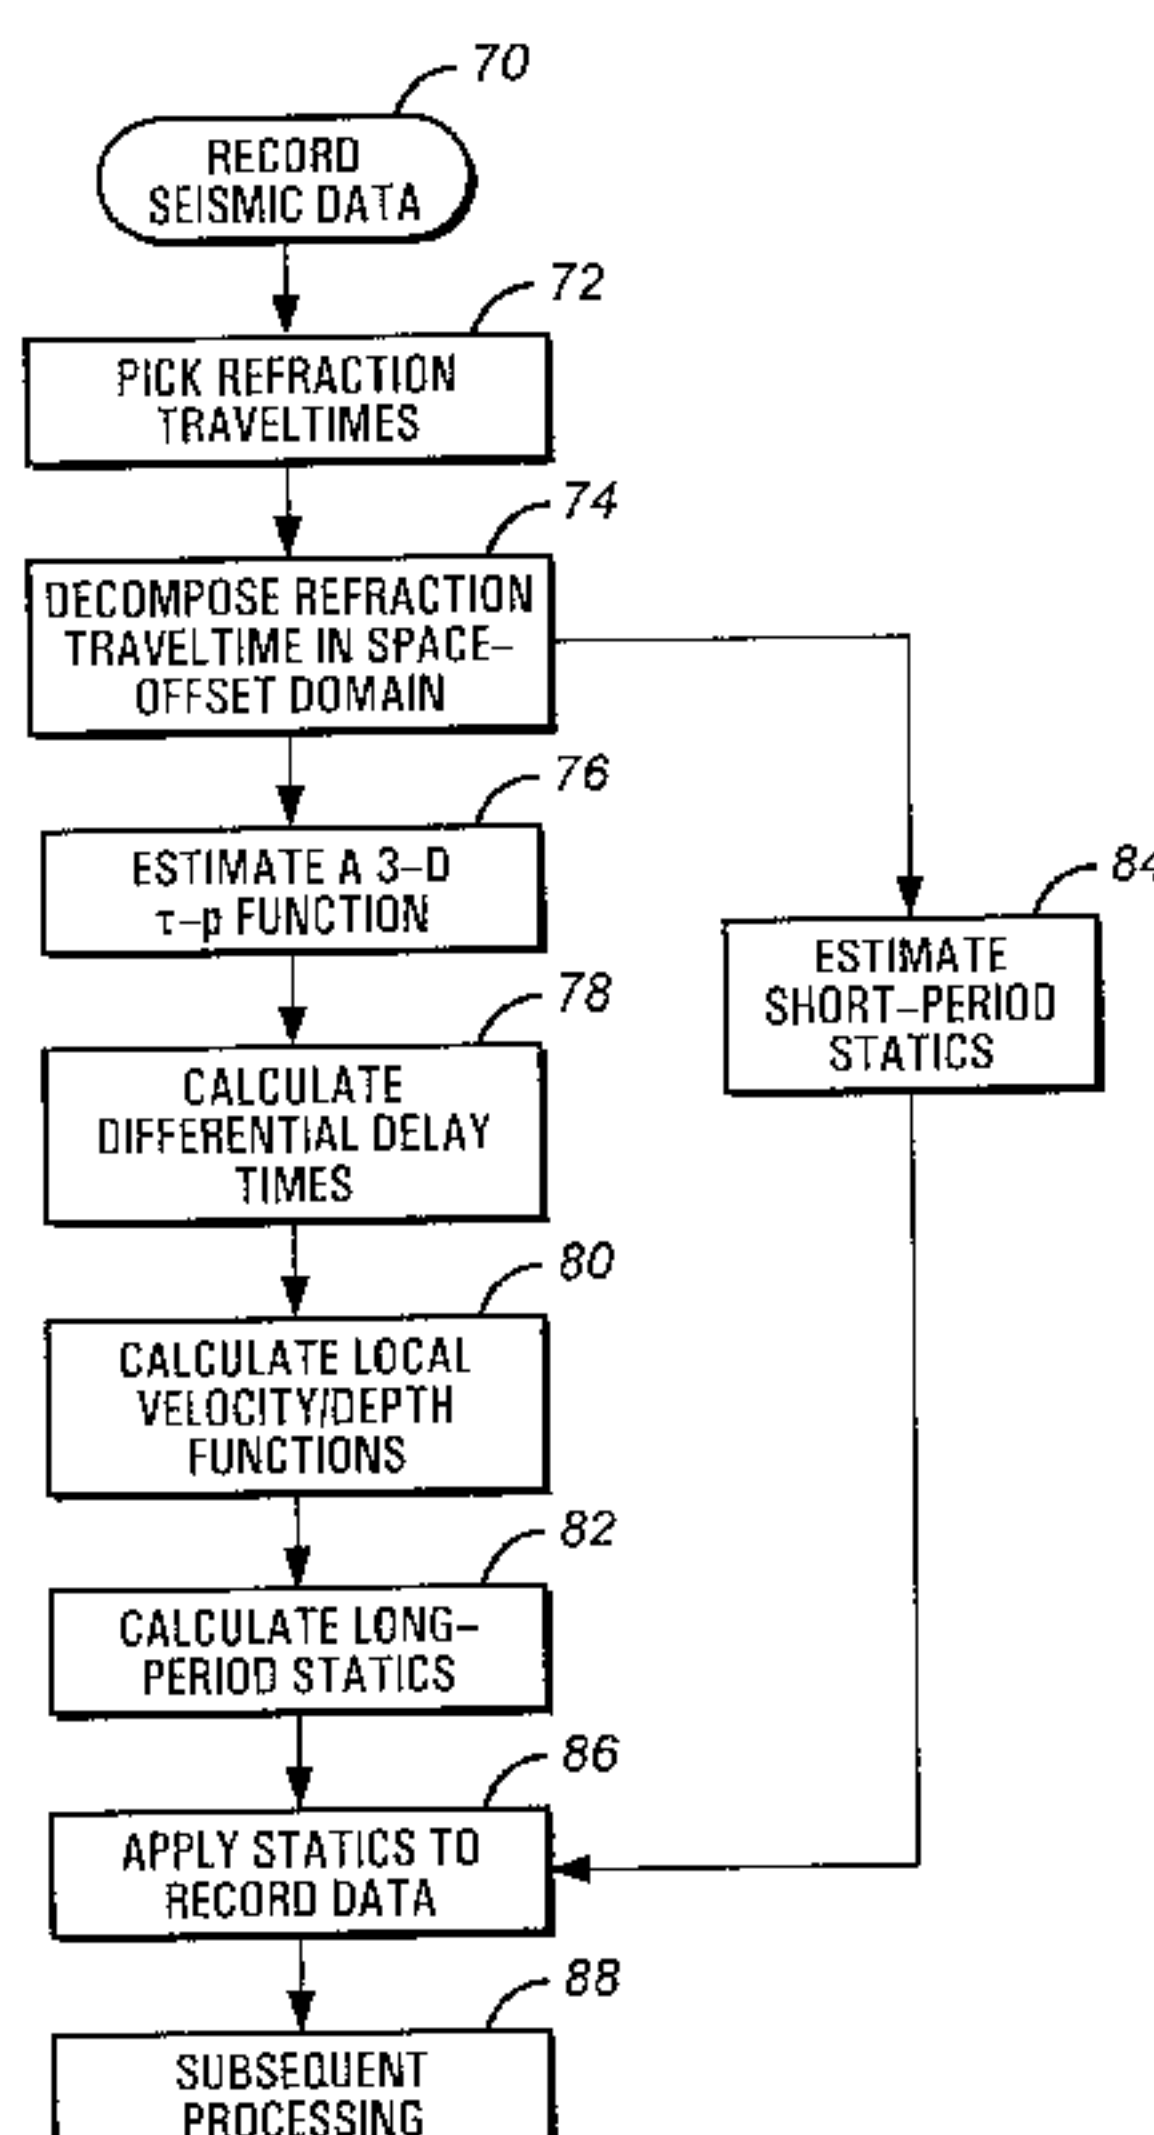 70
RECORD
SEISMIC DATA
72
PICK REFRACTION
TRAVELTIMES
74
DECOMPOSE REFRACTION
TRAVELTIME IN SPACE–
OFFSET DOMAIN
76
ESTIMATE A 3–D
τ–p FUNCTION
84
ESTIMATE
SHORT–PERIOD
STATICS
78
CALCULATE
DIFFERENTIAL DELAY
TIMES
80
CALCULATE LOCAL
VELOCITY/DEPTH
FUNCTIONS
82
CALCULATE LONG–
PERIOD STATICS
86
APPLY STATICS TO
RECORD DATA
88
SUBSEQUENT
PROCESSING